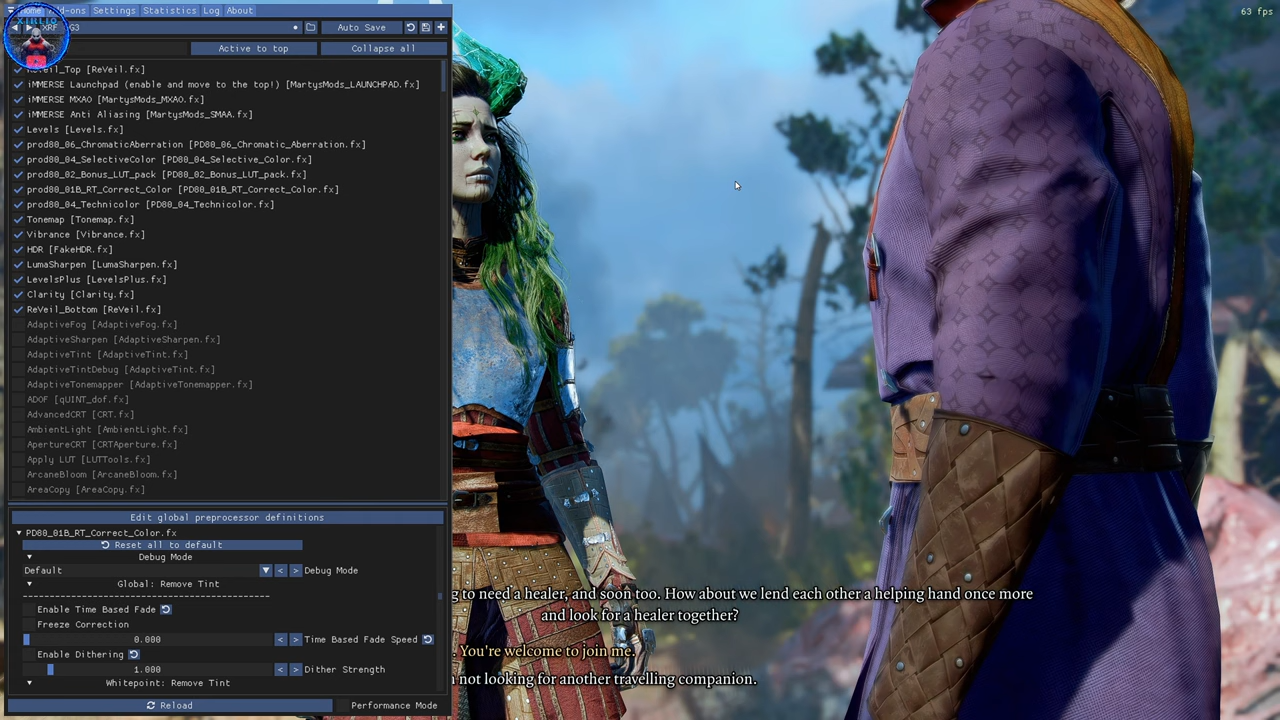 Home Add-ons Settings Statistics Log About
63 fps
XIBLIO
XRF G3
Auto Save
Active to top
Collapse all
ReVeil_Top [ReVeil.fx]
iMMERSE Launchpad (enable and move to the top!) [MartysMods_LAUNCHPAD.fx]
iMMERSE MXAO [MartysMods_MXAO.fx]
iMMERSE Anti Aliasing [MartysMods_SMAA.fx]
Levels [Levels.fx]
prod80_06_ChromaticAberration [PD80_06_Chromatic_Aberration.fx]
prod80_04_SelectiveColor [PD80_04_Selective_Color.fx]
prod80_02_Bonus_LUT_pack [PD80_02_Bonus_LUT_pack.fx]
prod80_01B_RT_Correct_Color [PD80_01B_RT_Correct_Color.fx]
prod80_04_Technicolor [PD80_04_Technicolor.fx]
Tonemap [Tonemap.fx]
Vibrance [Vibrance.fx]
HDR [FakeHDR.fx]
LumaSharpen [LumaSharpen.fx]
LevelsPlus [LevelsPlus.fx]
Clarity [Clarity.fx]
ReVeil_Bottom [ReVeil.fx]
AdaptiveFog [AdaptiveFog.fx]
AdaptiveSharpen [AdaptiveSharpen.fx]
AdaptiveTint [AdaptiveTint.fx]
AdaptiveTintDebug [AdaptiveTint.fx]
AdaptiveTonemapper [AdaptiveTonemapper.fx]
ADOF [qUINT_dof.fx]
AdvancedCRT [CRT.fx]
AmbientLight [AmbientLight.fx]
ApertureCRT [CRTAperture.fx]
Apply LUT [LUTTools.fx]
ArcaneBloom [ArcaneBloom.fx]
AreaCopy [AreaCopy.fx]
Edit global preprocessor definitions
PD80_01B_RT_Correct_Color.fx
Reset all to default
Debug Mode
Default < > Debug Mode
Global: Remove Tint
--------------------------------------------------
Enable Time Based Fade
Freeze Correction
0.000 < > Time Based Fade Speed
Enable Dithering
1.000 < > Dither Strength
Whitepoint: Remove Tint
Reload
Performance Mode
g to need a healer, and soon too. How about we lend each other a helping hand once more
and look for a healer together?
. You're welcome to join me.
not looking for another travelling companion.